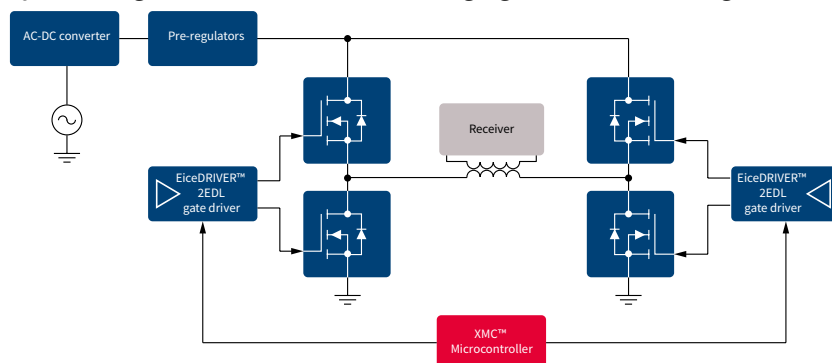 AC-DC converter
Pre-regulators
Receiver
EiceDRIVER™
2EDL
gate driver
EiceDRIVER™
2EDL
gate driver
XMC™
Microcontroller